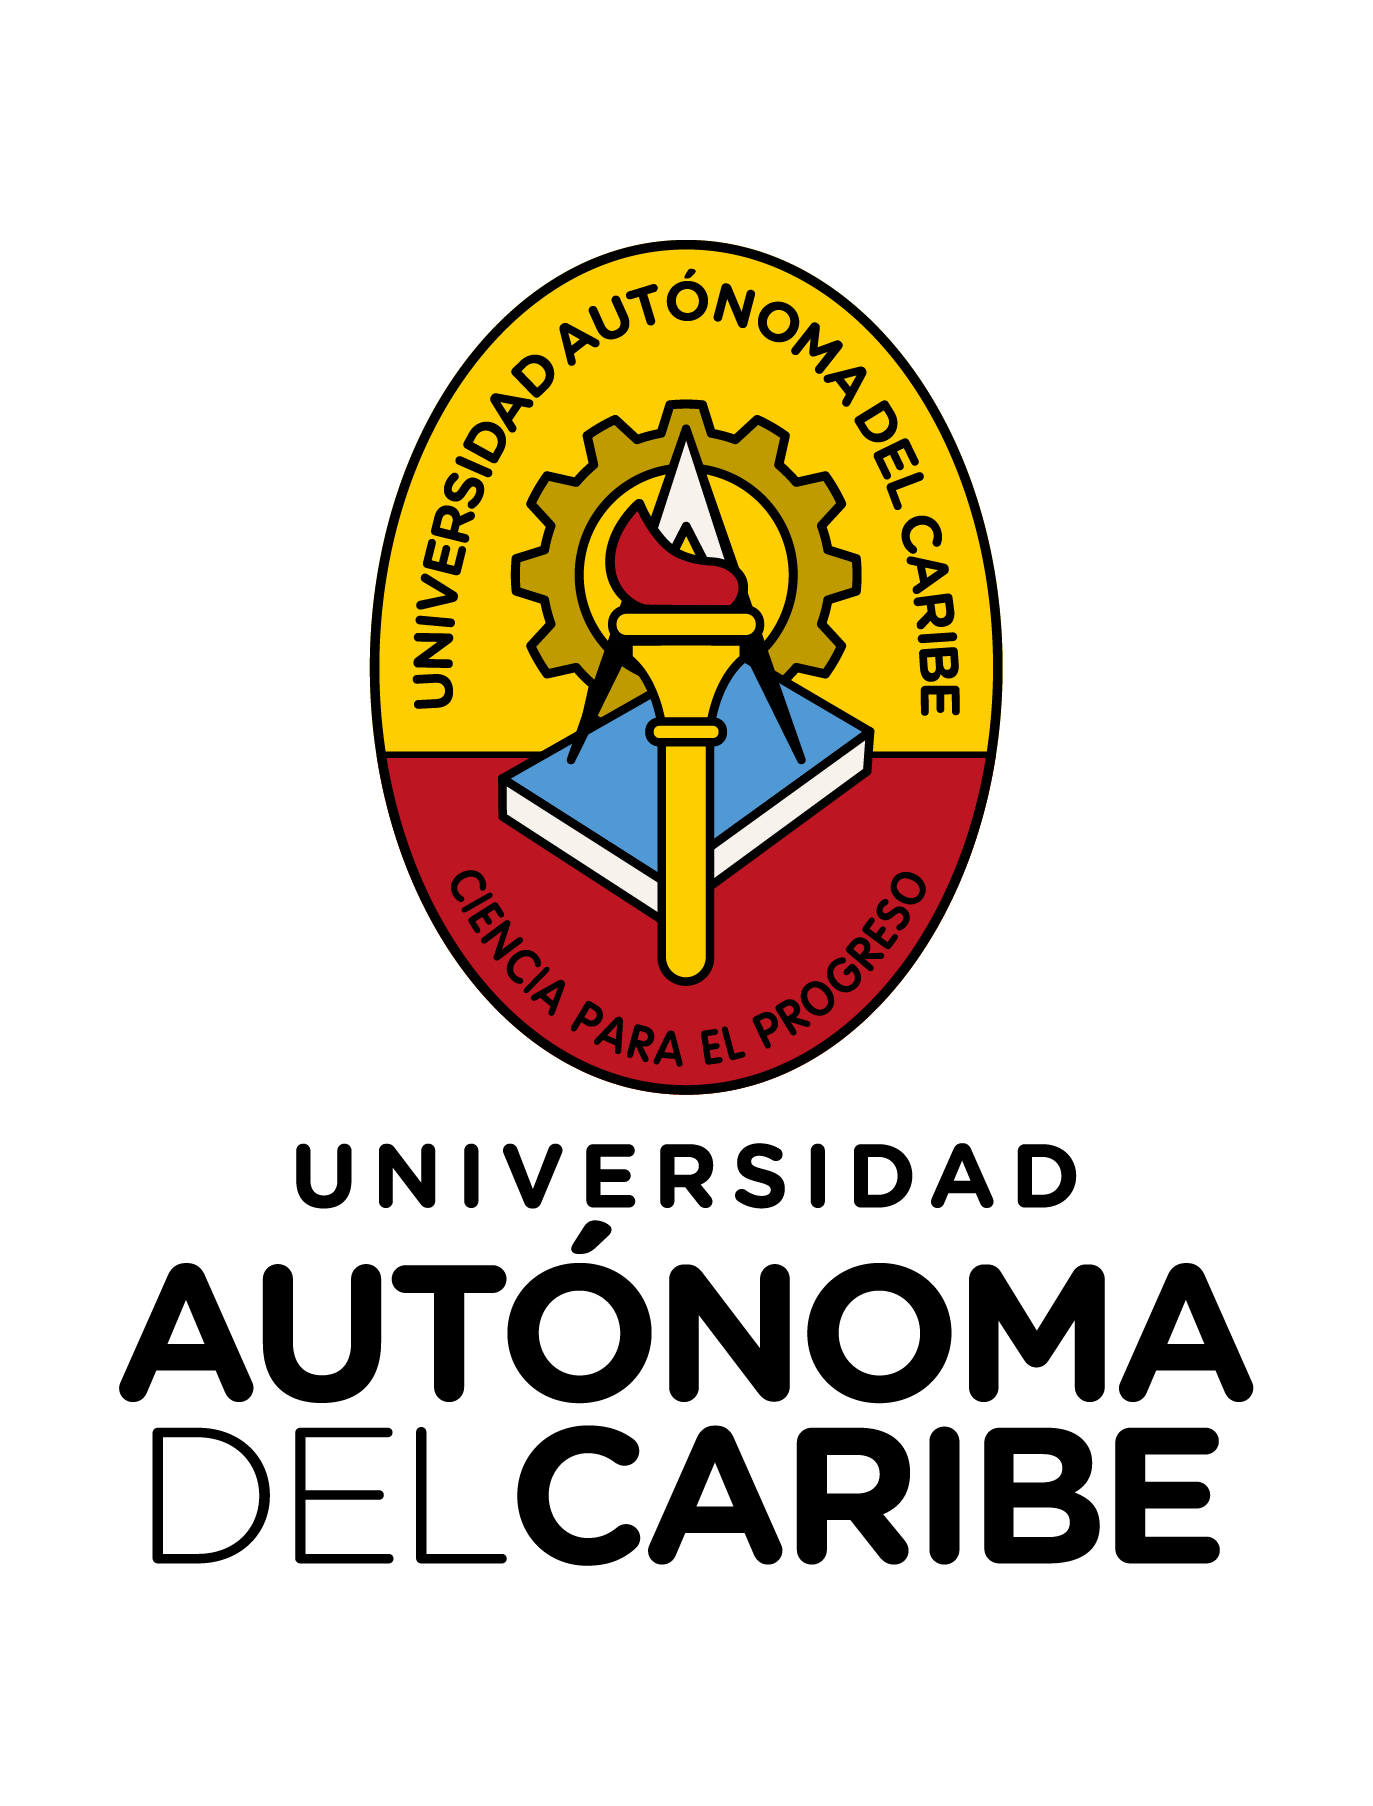 UNIVERSIDAD AUTÓNOMA DEL CARIBE
CIENCIA PARA EL PROGRESO
UNIVERSIDAD
AUTÓNOMA
DELCARIBE